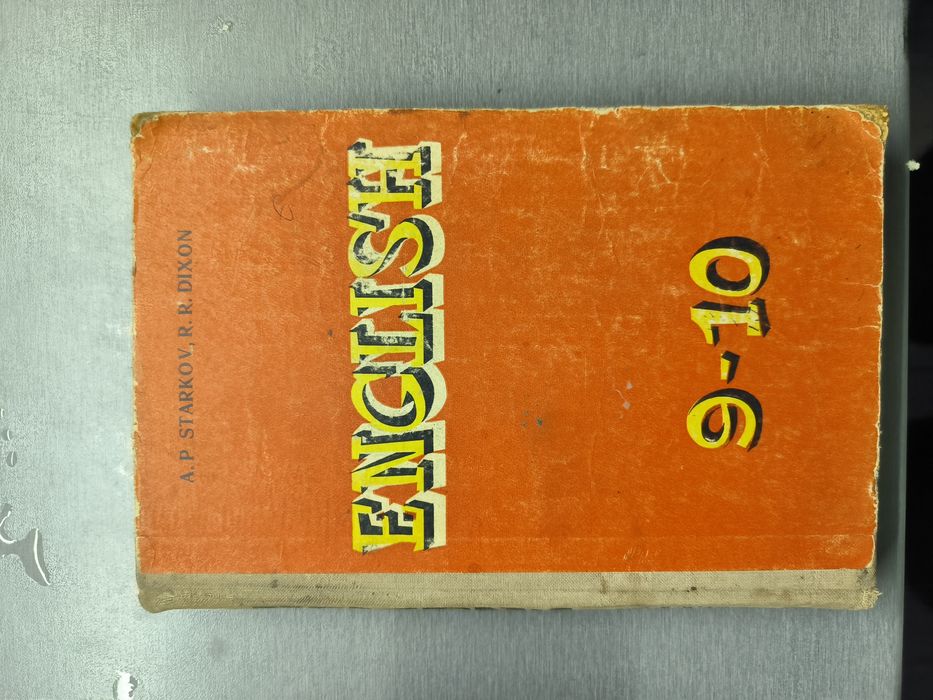 A. P STARKOV, R. R. DIXON
ENGLISH
9-10